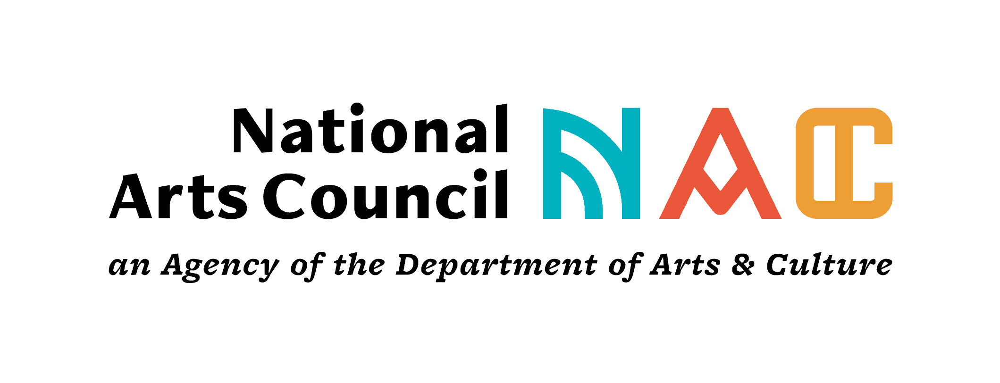 National
Arts Council
NAC
an Agency of the Department of Arts & Culture